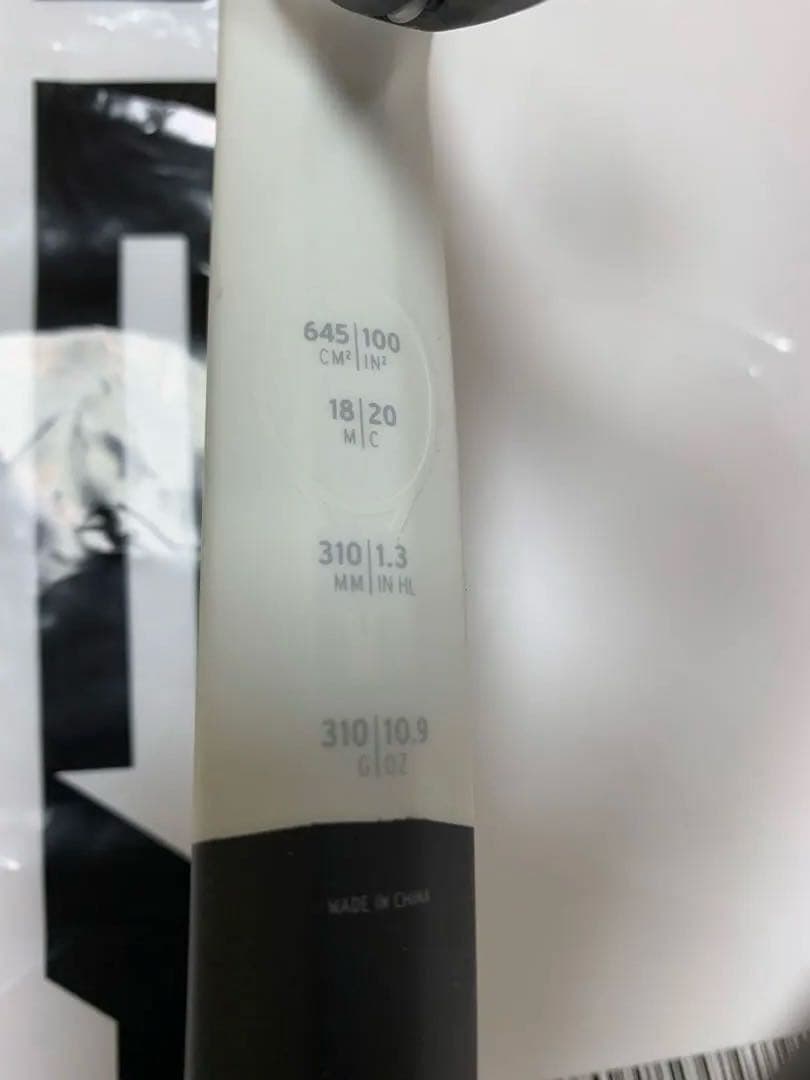 645|100
CM²|IN²
18|20
M|C
310|1.3
MM|IN HL
310|10.9
G|OZ
MADE IN CHINA